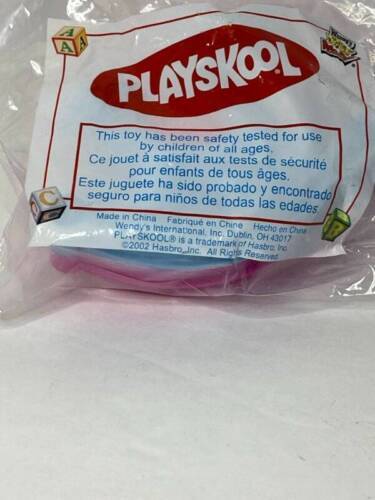 PLAYSKOOL
This toy has been safety tested for use
by children of all ages.
Ce jouet à satisfait aux tests de sécurité
pour enfants de tous âges.
Este juguete ha sido probado y encontrado
seguro para niños de todas las edades.
Made in China Fabriqué en Chine Hecho en China
Wendy's International, Inc. Dublin, OH 43017
PLAYSKOOL® is a trademark of Hasbro, Inc.
©2002 Hasbro, Inc. All Rights Reserved.
A
A
A
C